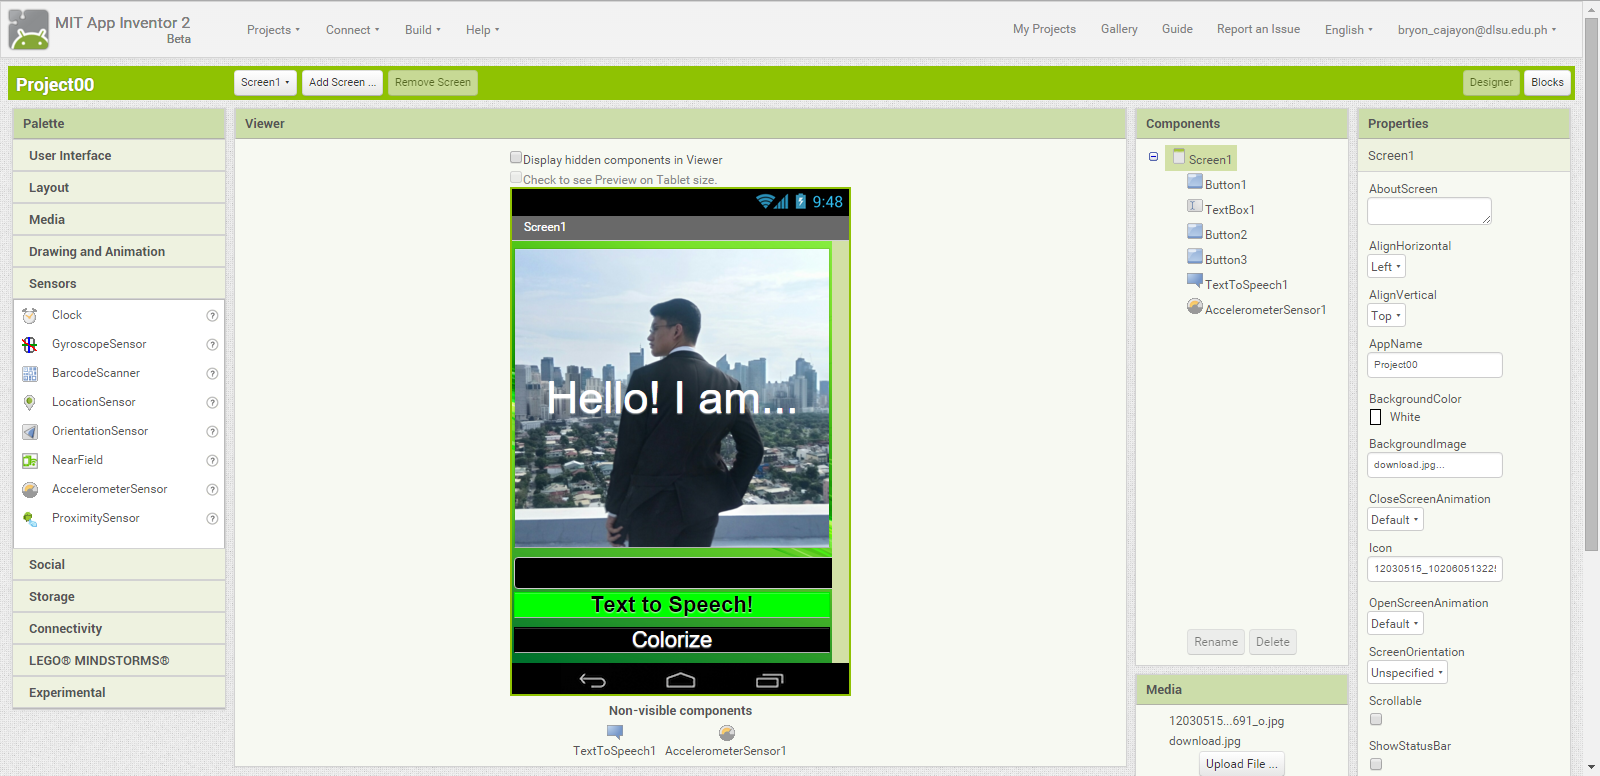 MIT App Inventor 2
Beta
Projects
Connect
Build
Help
My Projects
Gallery
Guide
Report an Issue
English
bryon_cajayon@dlsu.edu.ph
Project00
Screen1
Add Screen ...
Remove Screen
Designer
Blocks
Palette
User Interface
Layout
Media
Drawing and Animation
Sensors
Clock
?
GyroscopeSensor
?
BarcodeScanner
?
LocationSensor
?
OrientationSensor
?
NearField
?
AccelerometerSensor
?
ProximitySensor
?
Social
Storage
Connectivity
LEGO® MINDSTORMS®
Experimental
Viewer
Display hidden components in Viewer
Check to see Preview on Tablet size.
9:48
Screen1
Hello! I am...
Text to Speech!
Colorize
Non-visible components
TextToSpeech1
AccelerometerSensor1
Components
Screen1
Button1
TextBox1
Button2
Button3
TextToSpeech1
AccelerometerSensor1
Rename
Delete
Media
12030515...691_o.jpg
download.jpg
Upload File ...
Properties
Screen1
AboutScreen
AlignHorizontal
Left
AlignVertical
Top
AppName
Project00
BackgroundColor
White
BackgroundImage
download.jpg...
CloseScreenAnimation
Default
Icon
12030515_102060513225
OpenScreenAnimation
Default
ScreenOrientation
Unspecified
Scrollable
ShowStatusBar